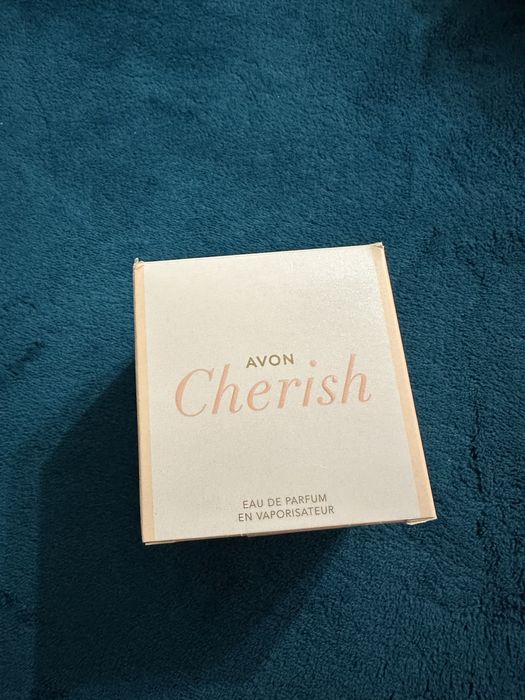 AVON
Cherish
EAU DE PARFUM
EN VAPORISATEUR